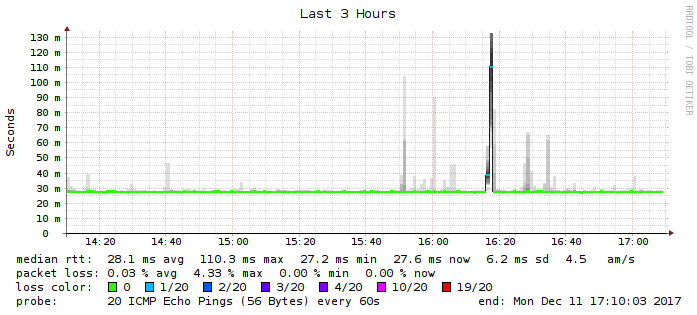 Last 3 Hours
RRDTOOL / TOBI OETIKER
Seconds
130 m
120 m
110 m
100 m
90 m
80 m
70 m
60 m
50 m
40 m
30 m
20 m
10 m
0
14:20 14:40 15:00 15:20 15:40 16:00 16:20 16:40 17:00
median rtt: 28.1 ms avg 110.3 ms max 27.2 ms min 27.6 ms now 6.2 ms sd 4.5 am/s
packet loss: 0.03 % avg 4.33 % max 0.00 % min 0.00 % now
loss color: 0 1/20 2/20 3/20 4/20 10/20 19/20
probe: 20 ICMP Echo Pings (56 Bytes) every 60s end: Mon Dec 11 17:10:03 2017